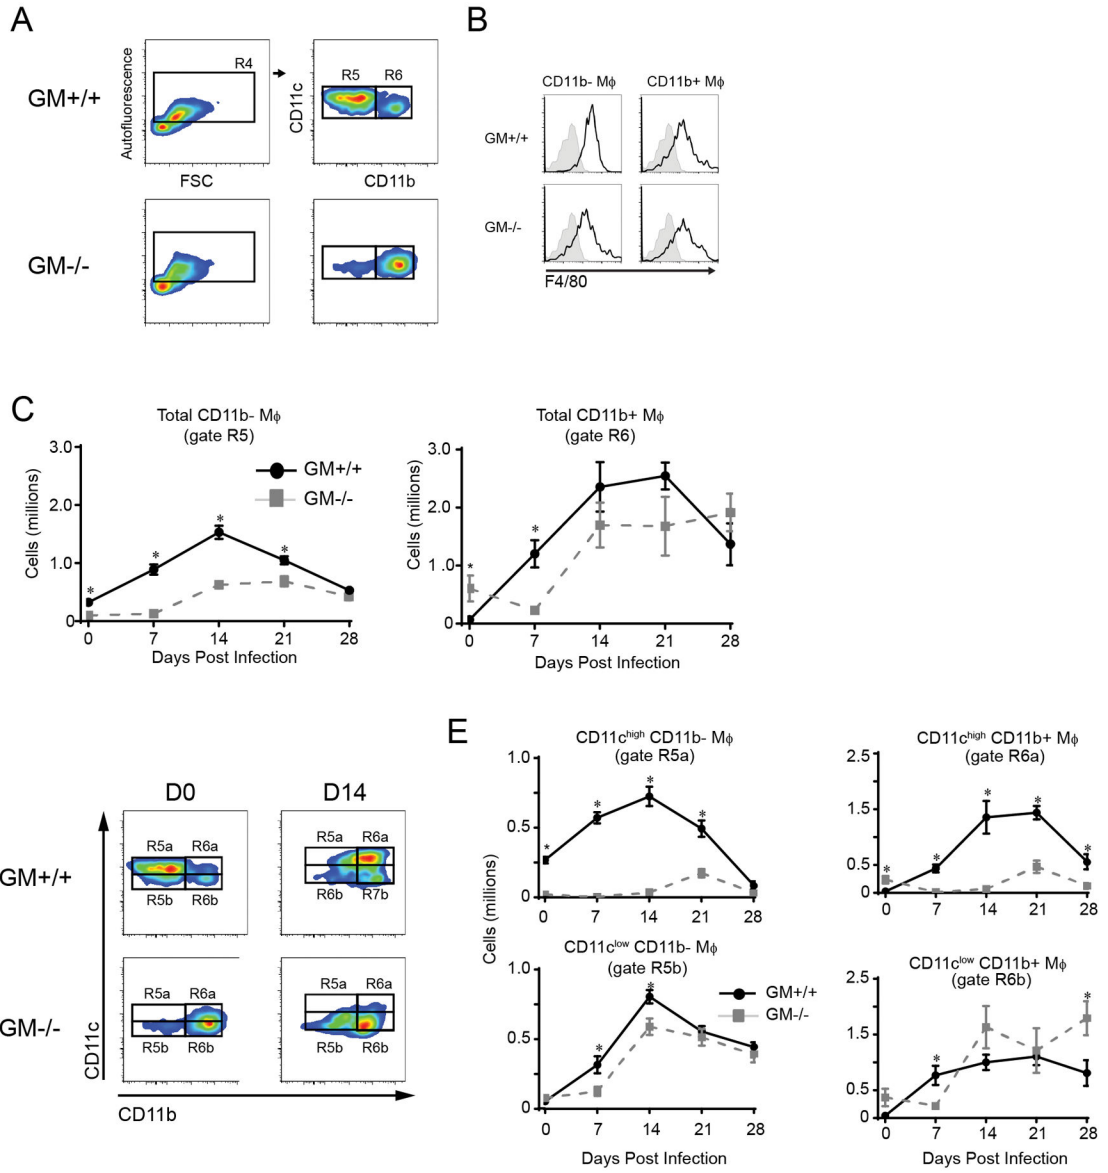 A
B
R4
GM+/+
Autofluorescence
CD11c
R5 R6
FSC
CD11b
GM-/-
CD11b- Mϕ CD11b+ Mϕ
GM+/+
GM-/-
F4/80
C
Total CD11b- Mϕ
(gate R5)
3.0
2.0
1.0
0
Cells (millions)
GM+/+
GM-/-
* * * *
0 7 14 21 28
Days Post Infection
Total CD11b+ Mϕ
(gate R6)
3.0
2.0
1.0
0
Cells (millions)
* *
0 7 14 21 28
Days Post Infection
D0 D14
GM+/+
R5a R6a
R5b R6b
R5a R6a
R6b R7b
GM-/-
R5a R6a
R5b R6b
R5a R6a
R5b R6b
CD11c
CD11b
E
CD11chigh CD11b- Mϕ
(gate R5a)
1.0
0.5
0
* * * *
0 7 14 21 28
CD11chigh CD11b+ Mϕ
(gate R6a)
2.5
1.5
0.5
0
* * * * *
0 7 14 21 28
Cells (millions)
CD11clow CD11b- Mϕ
(gate R5b)
1.0
0.5
0
* *
GM+/+
GM-/-
0 7 14 21 28
Days Post Infection
CD11clow CD11b+ Mϕ
(gate R6b)
2.5
1.5
0.5
0
* *
0 7 14 21 28
Days Post Infection